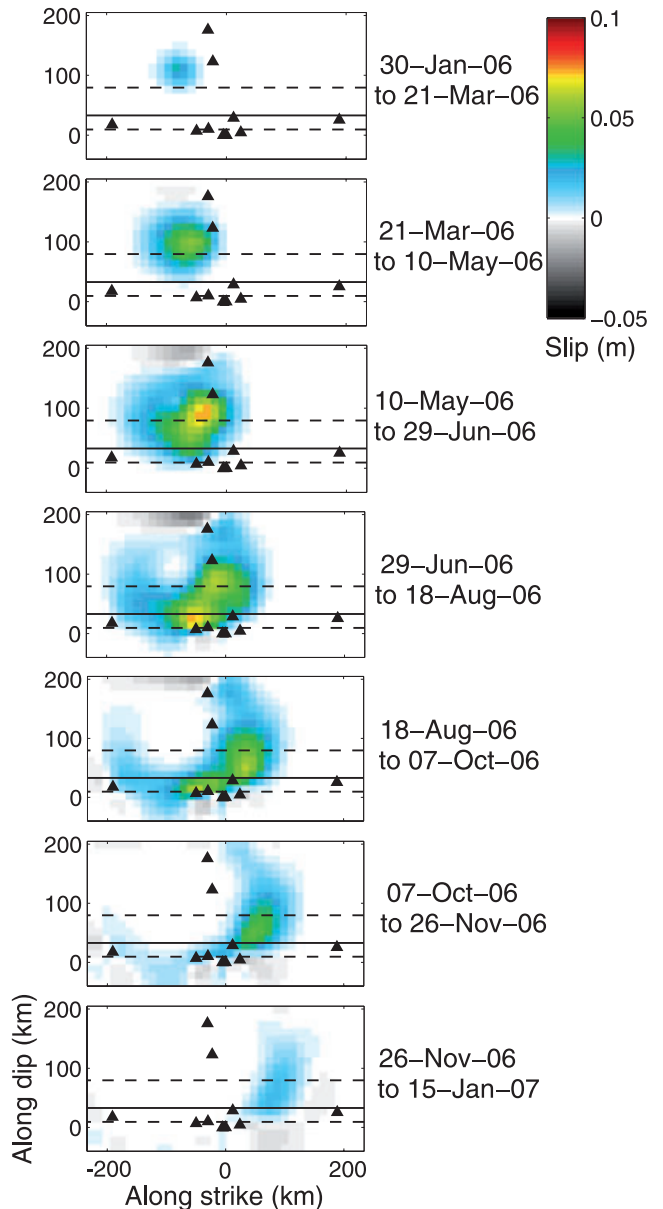 200
100
0
30–Jan–06
to 21–Mar–06
0.1
0.05
0
–0.05
Slip (m)
200
100
0
21–Mar–06
to 10–May–06
200
100
0
10–May–06
to 29–Jun–06
200
100
0
29–Jun–06
to 18–Aug–06
200
100
0
18–Aug–06
to 07–Oct–06
200
100
0
07–Oct–06
to 26–Nov–06
200
100
0
26–Nov–06
to 15–Jan–07
Along dip (km)
-200 0 200
Along strike (km)